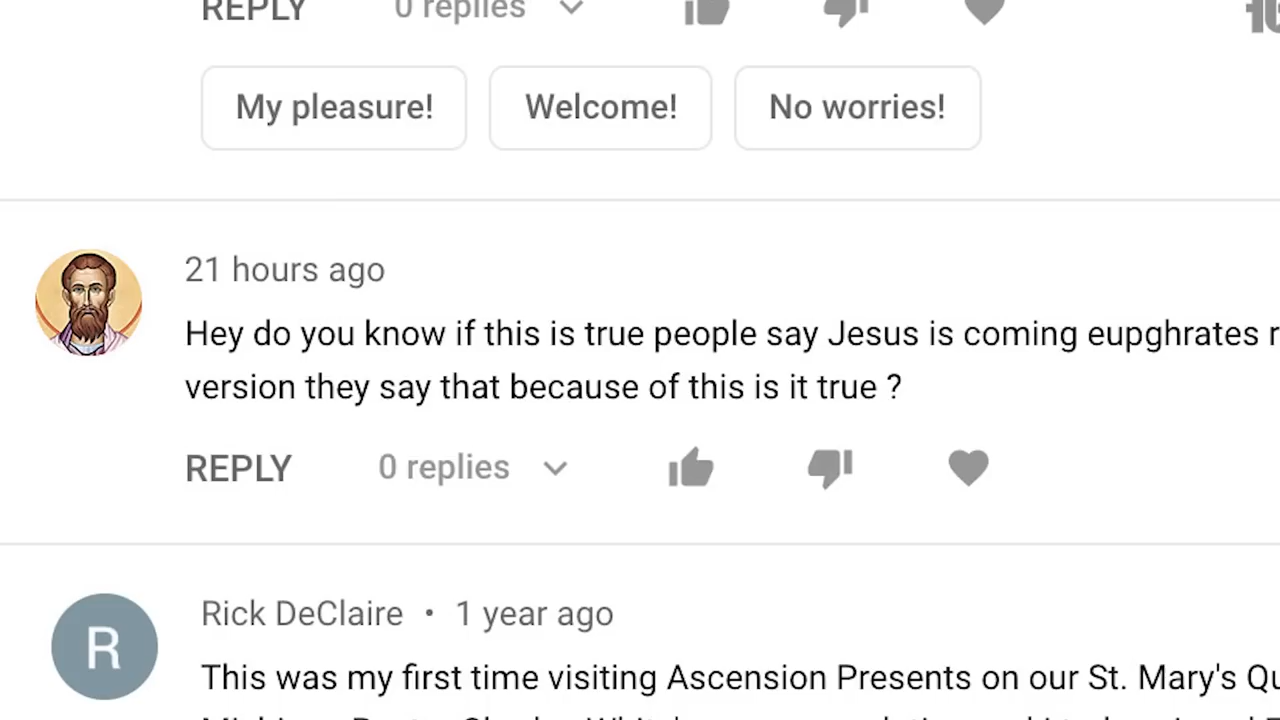 REPLY 0 replies
My pleasure! Welcome! No worries!
21 hours ago
Hey do you know if this is true people say Jesus is coming eupghrates
version they say that because of this is it true ?
REPLY 0 replies
R
Rick DeClaire • 1 year ago
This was my first time visiting Ascension Presents on our St. Mary's